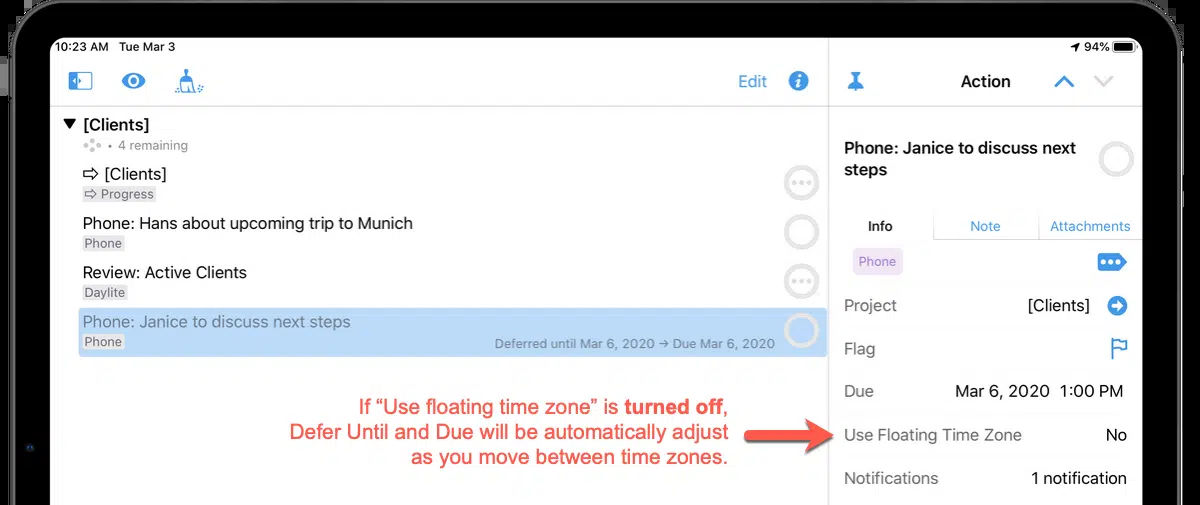 10:23 AM Tue Mar 3
94%
Edit
Action
[Clients]
• 4 remaining
⇨ [Clients]
⇨ Progress
Phone: Hans about upcoming trip to Munich
Phone
Review: Active Clients
Daylite
Phone: Janice to discuss next steps
Phone
Deferred until Mar 6, 2020 → Due Mar 6, 2020
If “Use floating time zone” is turned off,
Defer Until and Due will be automatically adjust
as you move between time zones.
Phone: Janice to discuss next
steps
Info Note Attachments
Phone
Project [Clients]
Flag
Due Mar 6, 2020 1:00 PM
Use Floating Time Zone No
Notifications 1 notification